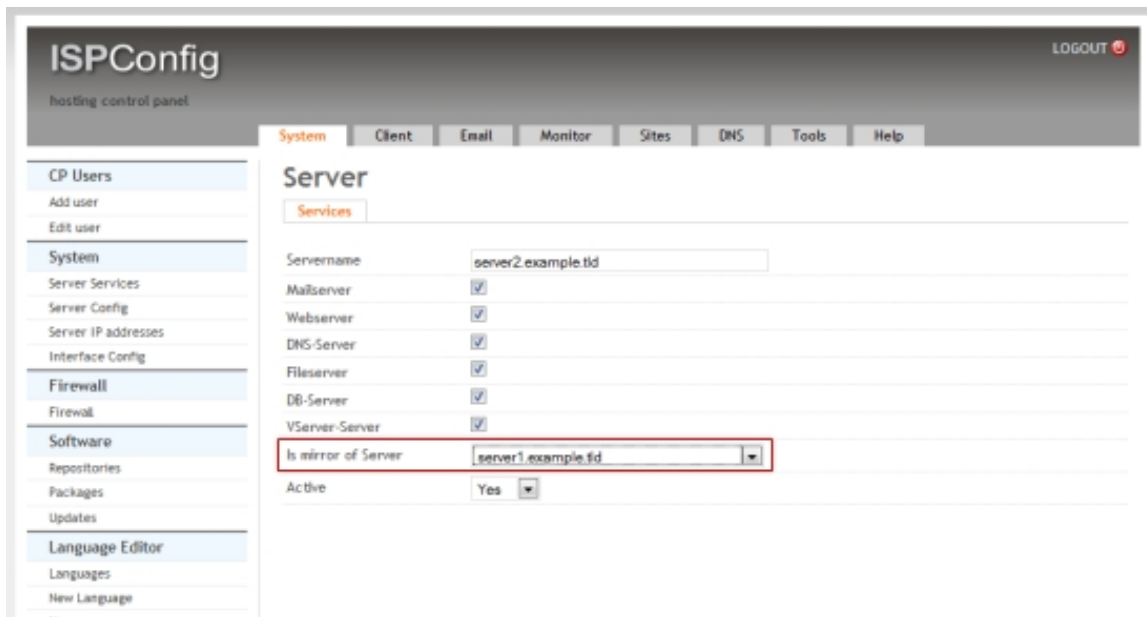 ISPConfig
LOGOUT
hosting control panel
System Client Email Monitor Sites DNS Tools Help
CP Users
Add user
Edit user
System
Server Services
Server Config
Server IP addresses
Interface Config
Firewall
Firewall
Software
Repositories
Packages
Updates
Language Editor
Languages
New Language
Server
Services
Servername server2.example.tld
Mailserver
Webserver
DNS-Server
Fileserver
DB-Server
VServer-Server
Is mirror of Server server1.example.tld
Active Yes